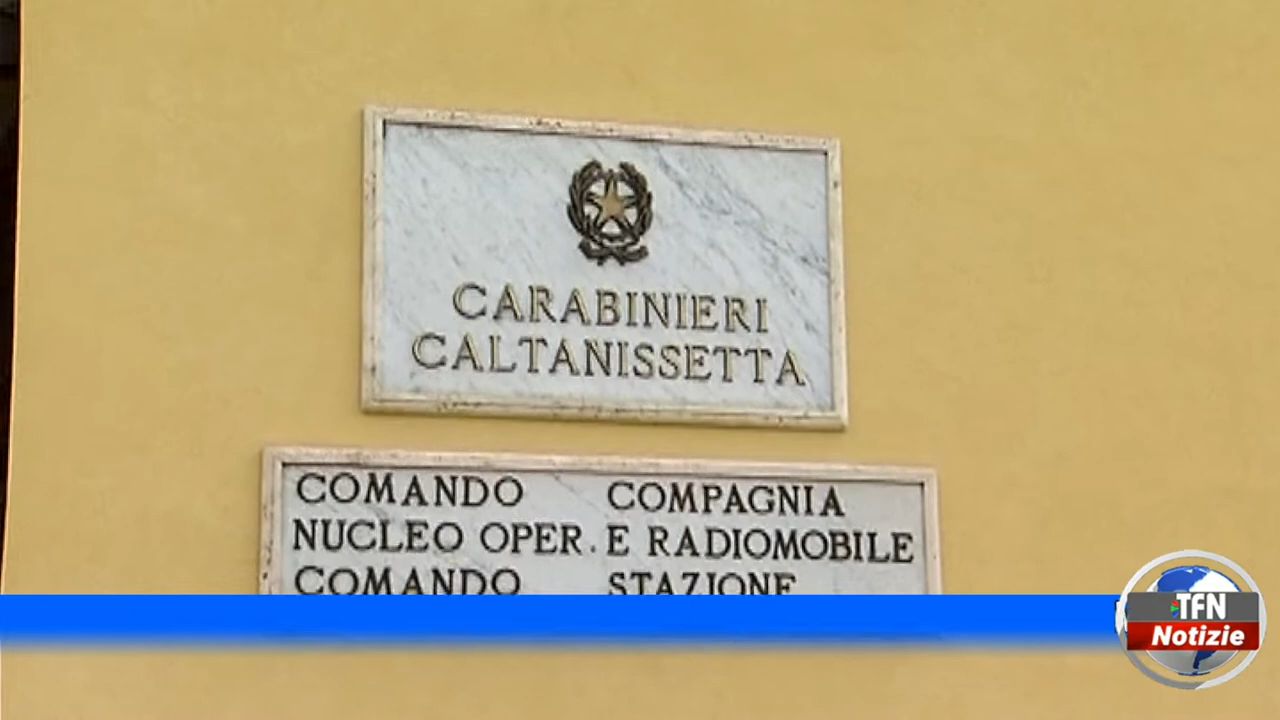 CARABINIERI
CALTANISSETTA
COMANDO COMPAGNIA
NUCLEO OPER. E RADIOMOBILE
COMANDO STAZIONE
TFN
Notizie